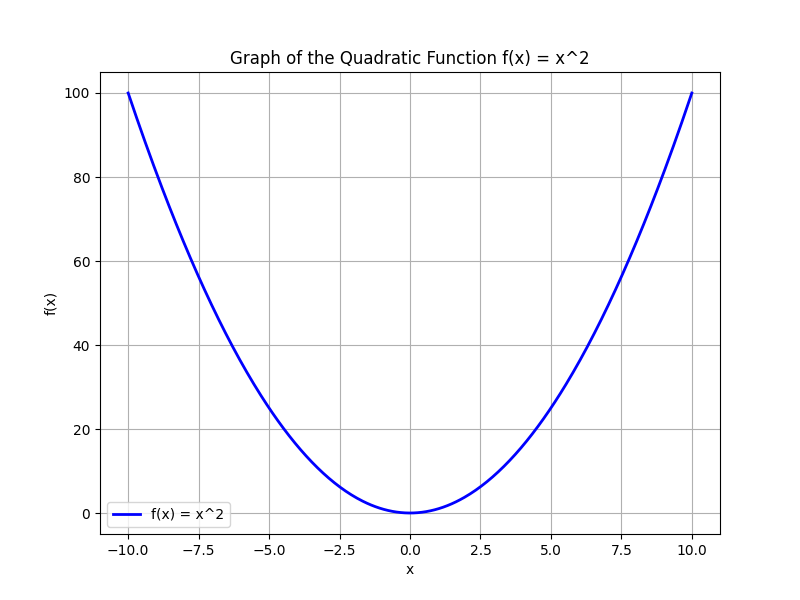 Graph of the Quadratic Function f(x) = x^2
100
80
60
40
20
0
f(x)
f(x) = x^2
−10.0 −7.5 −5.0 −2.5 0.0 2.5 5.0 7.5 10.0
x